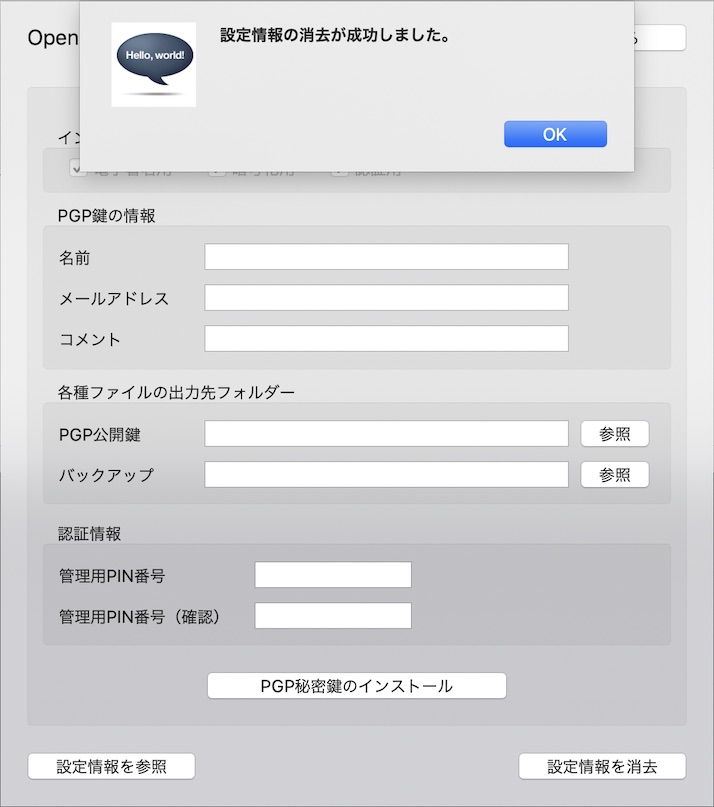 設定情報の消去が成功しました。
Hello, world!
OK
Open
PGP鍵の情報
名前
メールアドレス
コメント
各種ファイルの出力先フォルダー
PGP公開鍵
参照
バックアップ
参照
認証情報
管理用PIN番号
管理用PIN番号（確認）
PGP秘密鍵のインストール
設定情報を参照
設定情報を消去